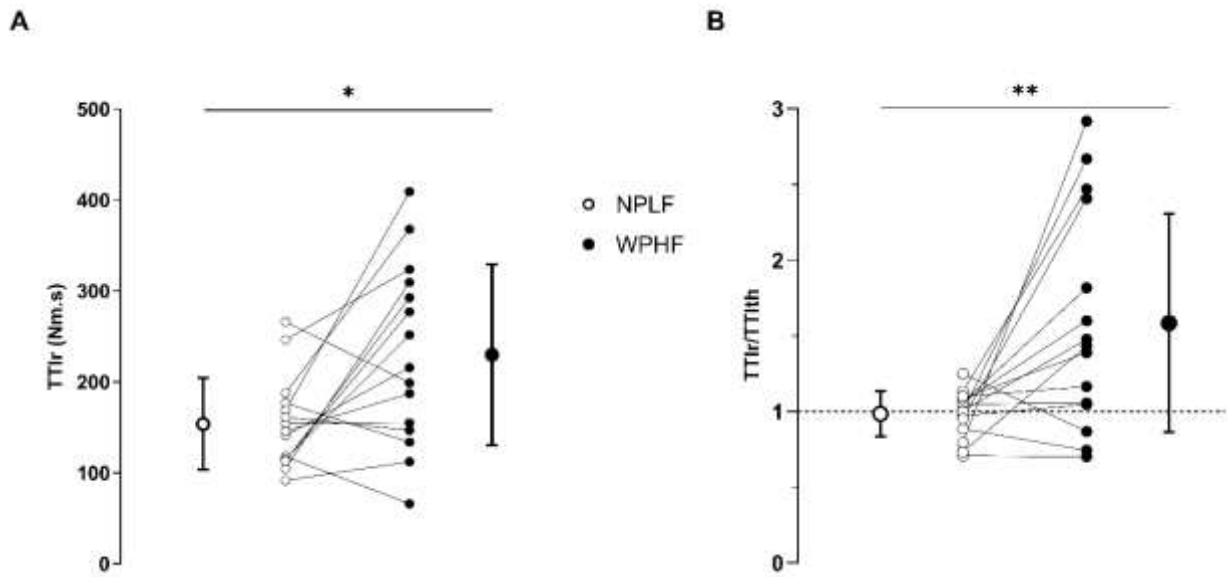 A
*
500
400
300
200
100
0
TTIr (Nm.s)
NPLF
WPHF
B
**
3
2
1
0
TTIr/TTIth